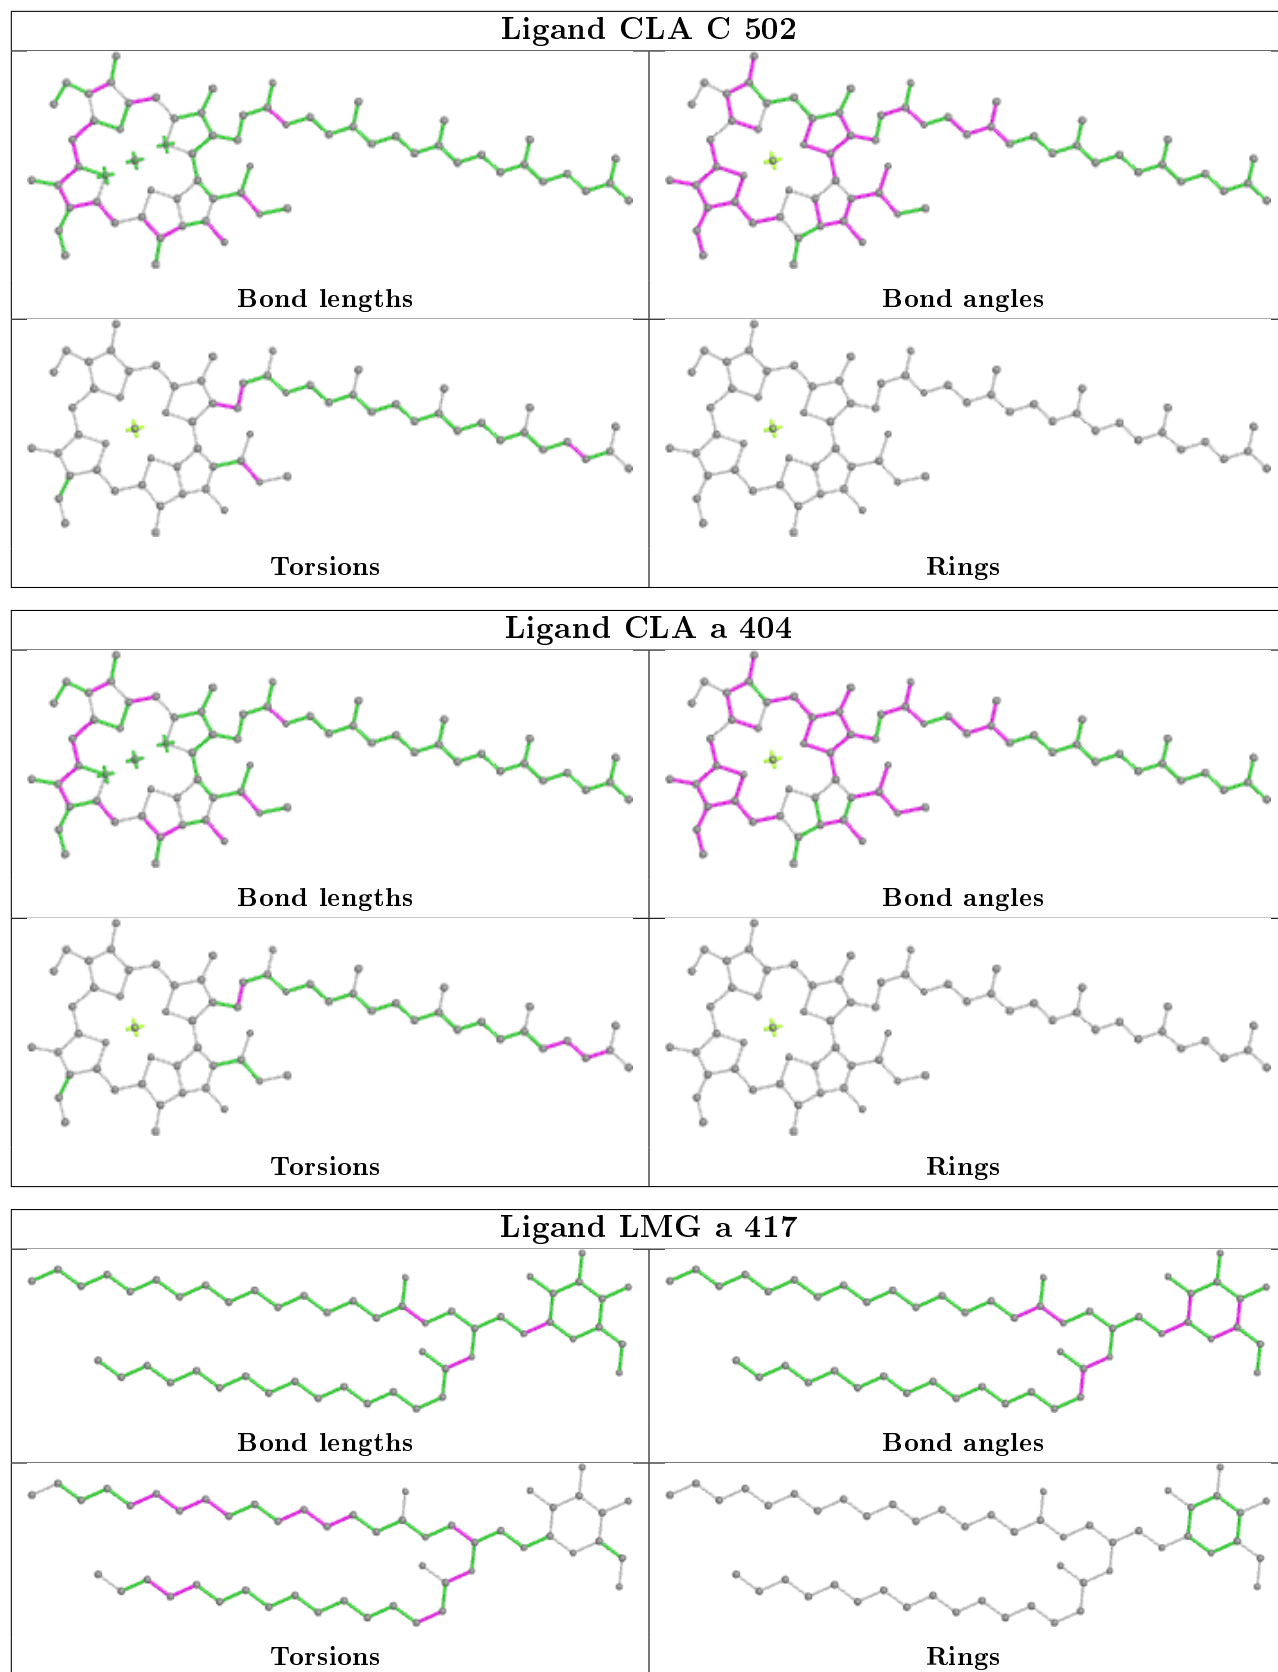 Ligand CLA C 502
Bond lengths
Bond angles
Torsions
Rings
Ligand CLA a 404
Bond lengths
Bond angles
Torsions
Rings
Ligand LMG a 417
Bond lengths
Bond angles
Torsions
Rings